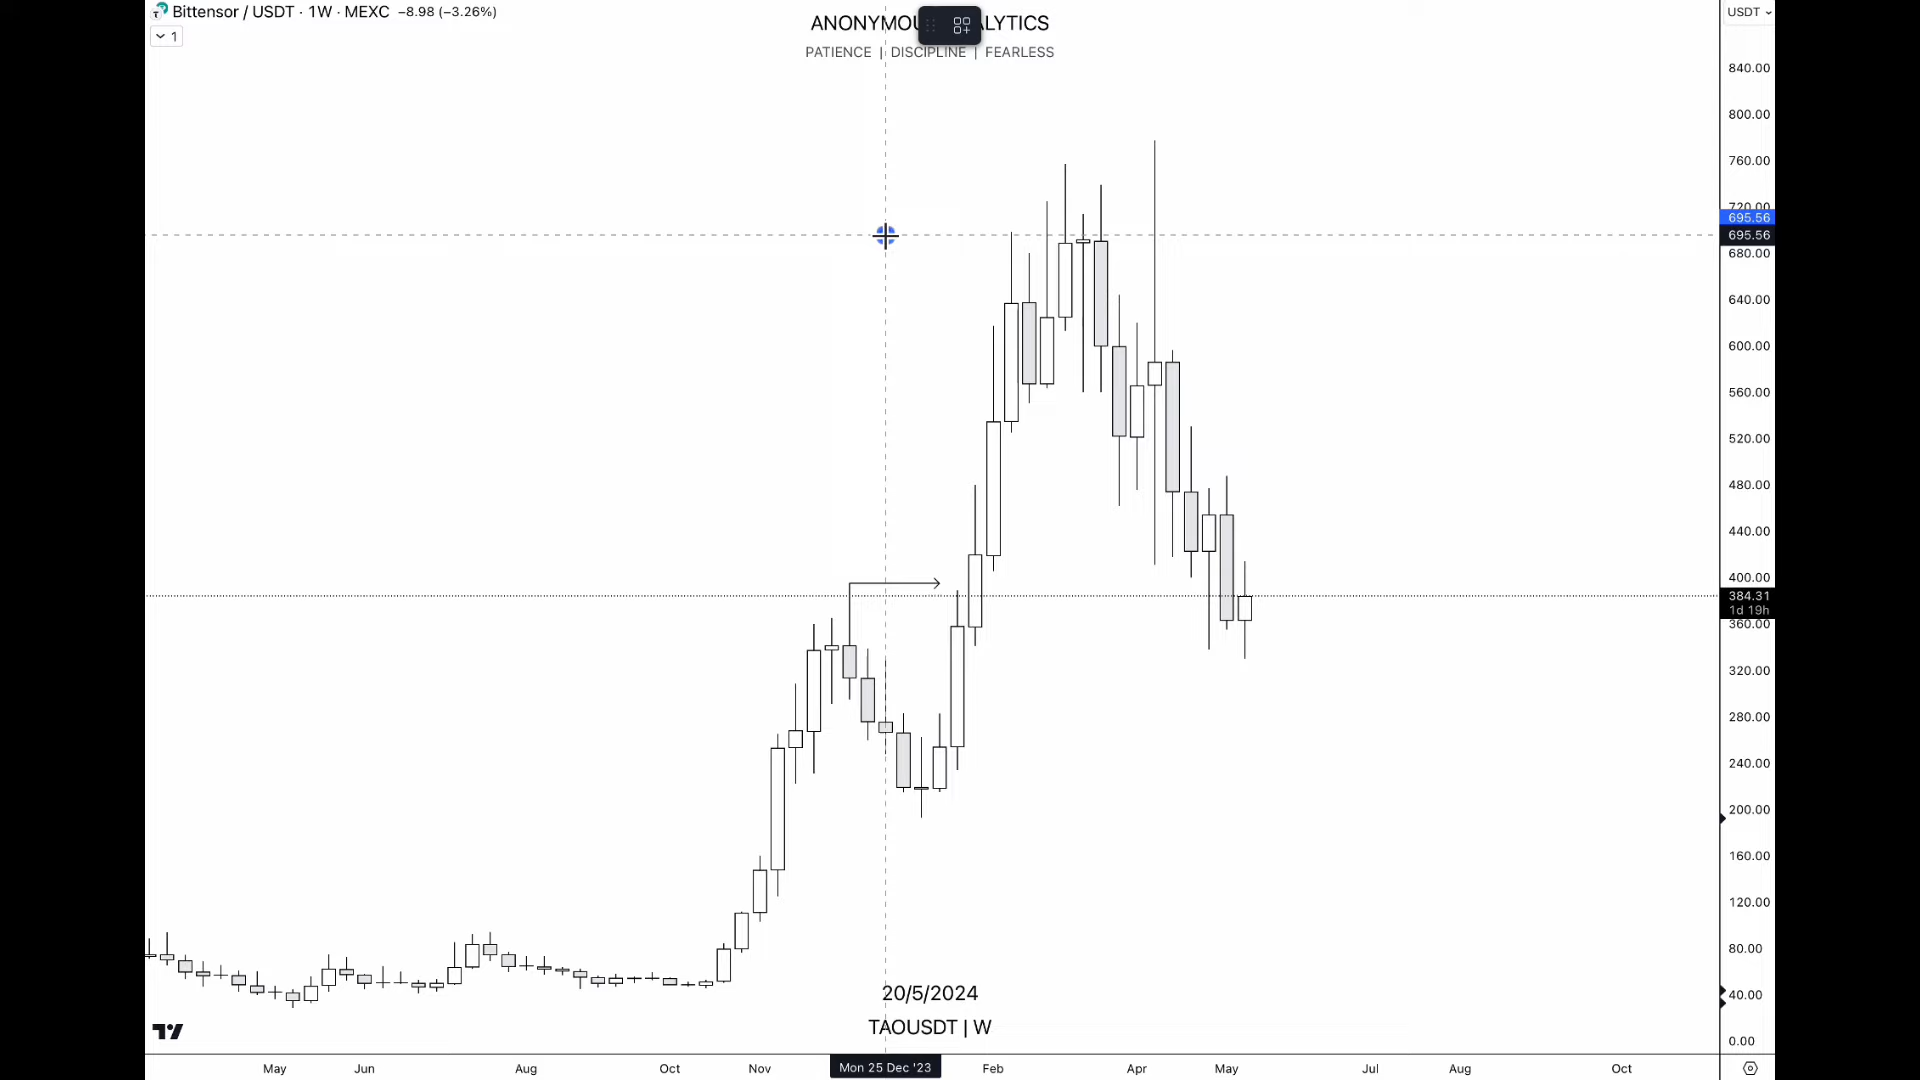 Bittensor / USDT · 1W · MEXC −8.98 (−3.26%)
1
PATIENCE | DISCIPLINE | FEARLESS
USDT
840.00
800.00
760.00
720.00
695.56
695.56
680.00
640.00
600.00
560.00
520.00
480.00
440.00
400.00
384.31
1d 19h
360.00
320.00
280.00
240.00
200.00
160.00
120.00
80.00
40.00
0.00
20/5/2024
TAOUSDT | W
May
Jun
Aug
Oct
Nov
Mon 25 Dec '23
Feb
Apr
May
Jul
Aug
Oct